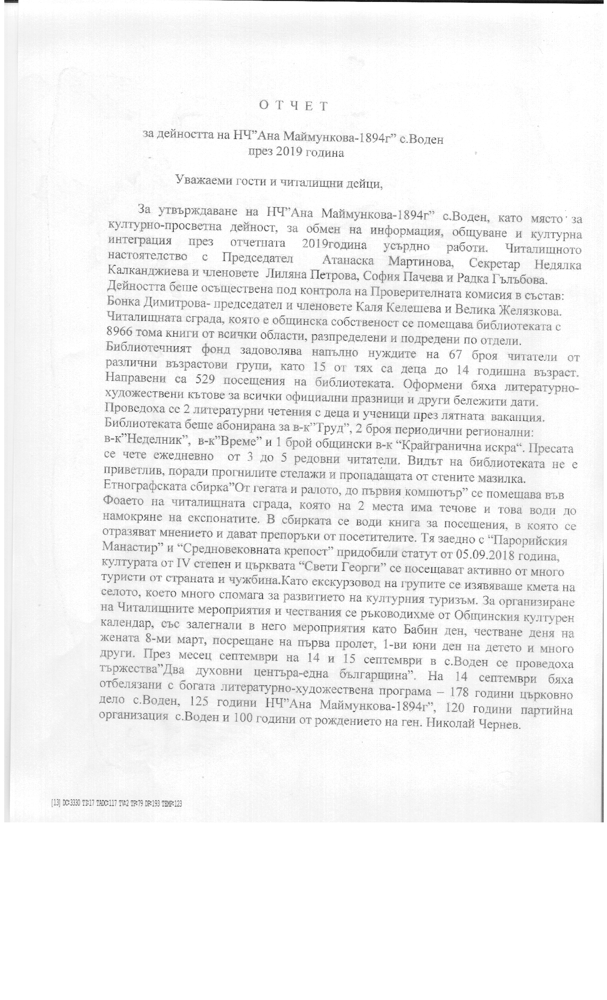 О Т Ч Е Т
за дейността на НЧ”Ана Маймункова-1894г” с.Воден
през 2019 година
Уважаеми гости и читалищни дейци,
За утвърждаване на НЧ”Ана Маймункова-1894г” с.Воден, като място за
културно-просветна дейност, за обмен на информация, общуване и културна
интеграция през отчетната 2019година усърдно работи. Читалищното
настоятелство с Председател Атанаска Мартинова, Секретар Недялка
Калканджиева и членовете Лиляна Петрова, София Пачева и Радка Гълъбова.
Дейността беше осъществена под контрола на Проверителната комисия в състав:
Бонка Димитрова- председател и членовете Каля Келешева и Велика Желязкова.
Читалищната сграда, която е общинска собственост се помещава библиотеката с
8966 тома книги от всички области, разпределени и подредени по отдели.
Библиотечният фонд задоволява напълно нуждите на 67 броя читатели от
различни възрастови групи, като 15 от тях са деца до 14 годишна възраст.
Направени са 529 посещения на библиотеката. Оформени бяха литературно-
художествени кътове за всички официални празници и други бележити дати.
Проведоха се 2 литературни четения с деца и ученици през лятната ваканция.
Библиотеката беше абонирана за в-к”Труд”, 2 броя периодични регионални:
в-к”Неделник”, в-к”Време” и 1 брой общински в-к “Крайгранична искра“. Пресата
се чете ежедневно от 3 до 5 редовни читатели. Видът на библиотеката не е
приветлив, поради прогнилите стелажи и пропадащата от стените мазилка.
Етнографската сбирка”От гегата и ралото, до първия компютър” се помещава във
Фоаето на читалищната сграда, която на 2 места има течове и това води до
намокряне на експонатите. В сбирката се води книга за посещения, в която се
отразяват мнението и дават препоръки от посетителите. Тя заедно с “Парорийския
Манастир” и “Средновековната крепост” придобили статут от 05.09.2018 година,
културата от IV степен и църквата “Свети Георги” се посещават активно от много
туристи от страната и чужбина.Като екскурзовод на групите се изявяваше кмета на
селото, което много спомага за развитието на културния туризъм. За организиране
на Читалищните мероприятия и чествания се ръководихме от Общинския културен
календар, със залегнали в него мероприятия като Бабин ден, честване деня на
жената 8-ми март, посрещане на първа пролет, 1-ви юни ден на детето и много
други. През месец септември на 14 и 15 септември в с.Воден се проведоха
тържества”Два духовни центъра-една българщина”. На 14 септември бяха
отбелязани с богата литературно-художествена програма – 178 години църковно
дело с.Воден, 125 години НЧ”Ана Маймункова-1894г”, 120 години партийна
организация с.Воден и 100 години от рождението на ген. Николай Чернев.
[13] DC:3330 TI:17 TADC:117 TV:2 TP:79 DP:193 TEMP:123